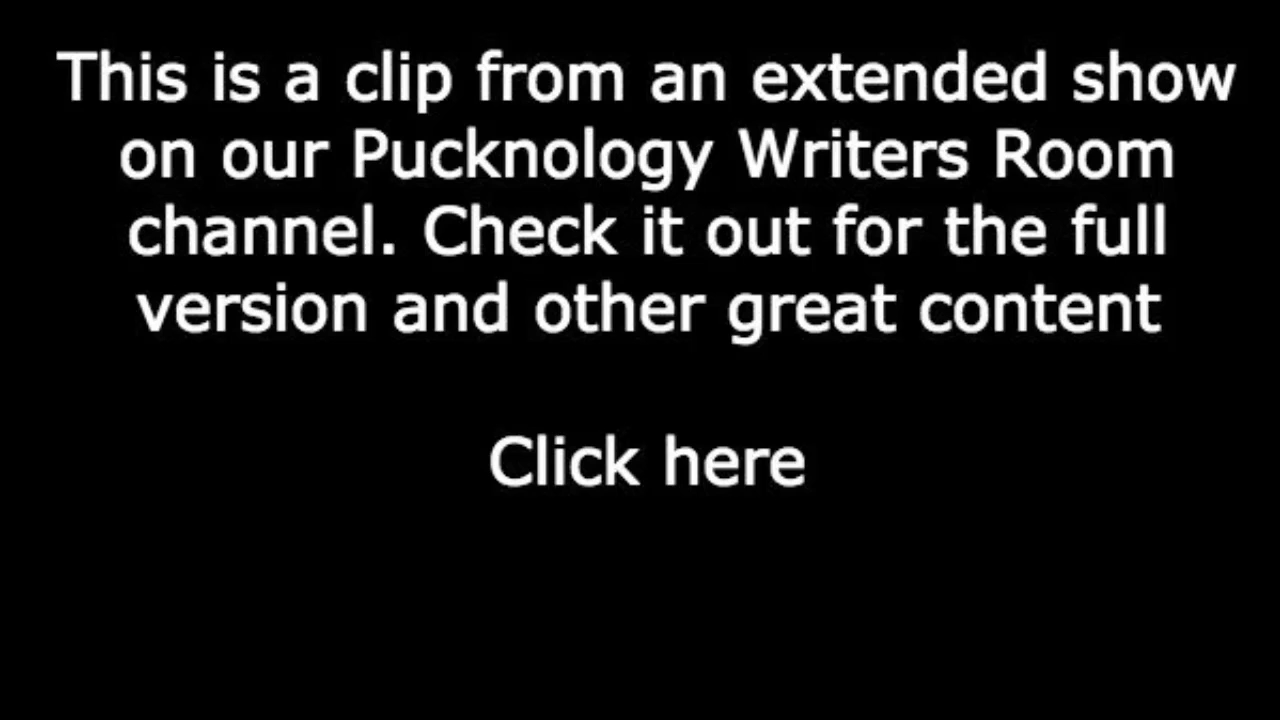 This is a clip from an extended show
on our Pucknology Writers Room
channel. Check it out for the full
version and other great content
Click here